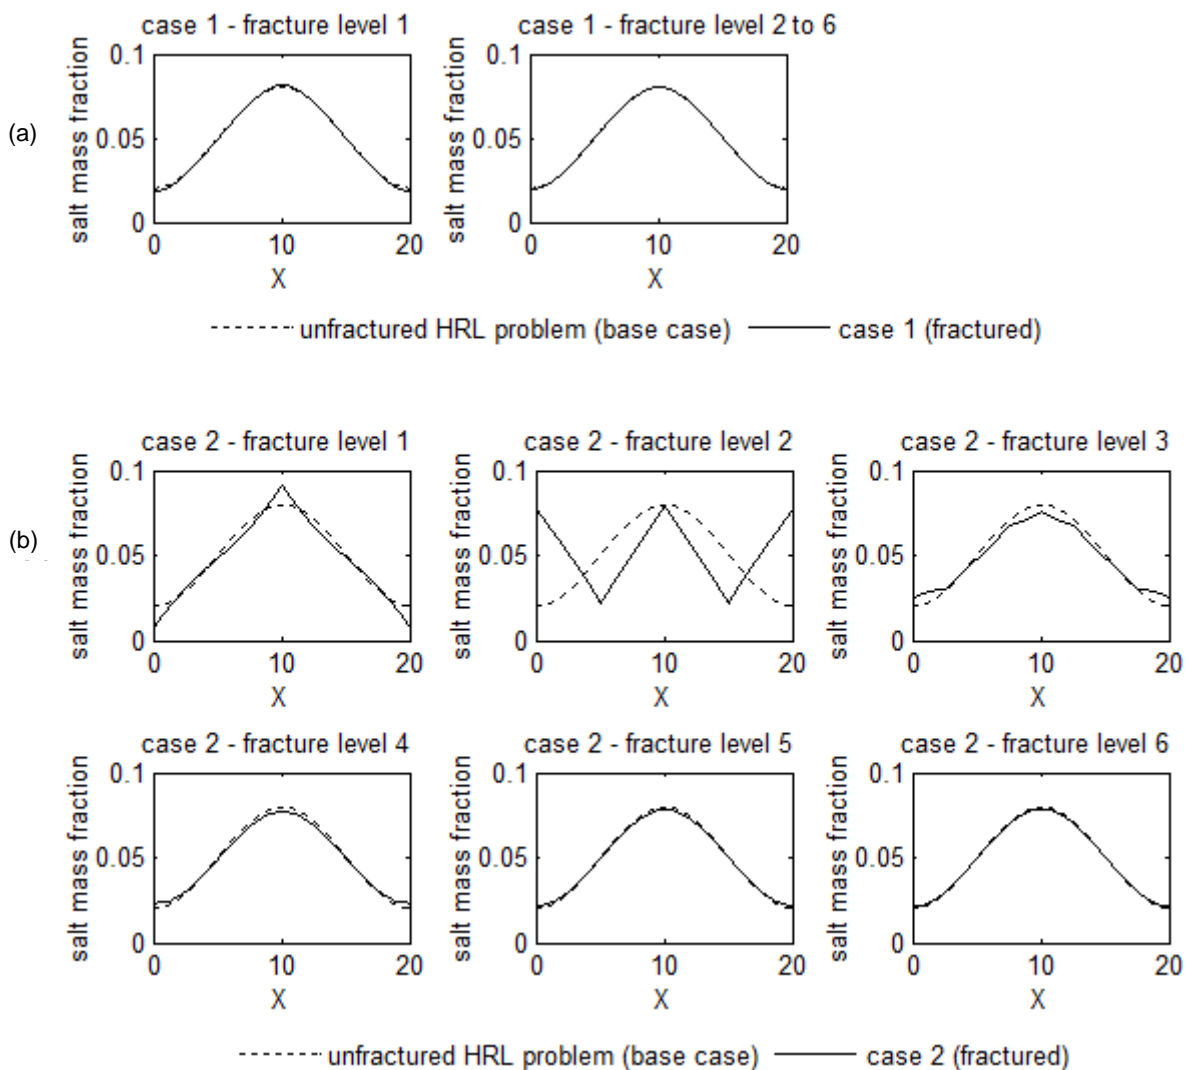 case 1 - fracture level 1
case 1 - fracture level 2 to 6
(a)
salt mass fraction
0.1
0.05
0
0
10
20
X
salt mass fraction
0.1
0.05
0
0
10
20
X
unfractured HRL problem (base case)
case 1 (fractured)
(b)
case 2 - fracture level 1
salt mass fraction
0.1
0.05
0
0
10
20
X
case 2 - fracture level 2
salt mass fraction
0.1
0.05
0
0
10
20
X
case 2 - fracture level 3
salt mass fraction
0.1
0.05
0
0
10
20
X
case 2 - fracture level 4
salt mass fraction
0.1
0.05
0
0
10
20
X
case 2 - fracture level 5
salt mass fraction
0.1
0.05
0
0
10
20
X
case 2 - fracture level 6
salt mass fraction
0.1
0.05
0
0
10
20
X
unfractured HRL problem (base case)
case 2 (fractured)